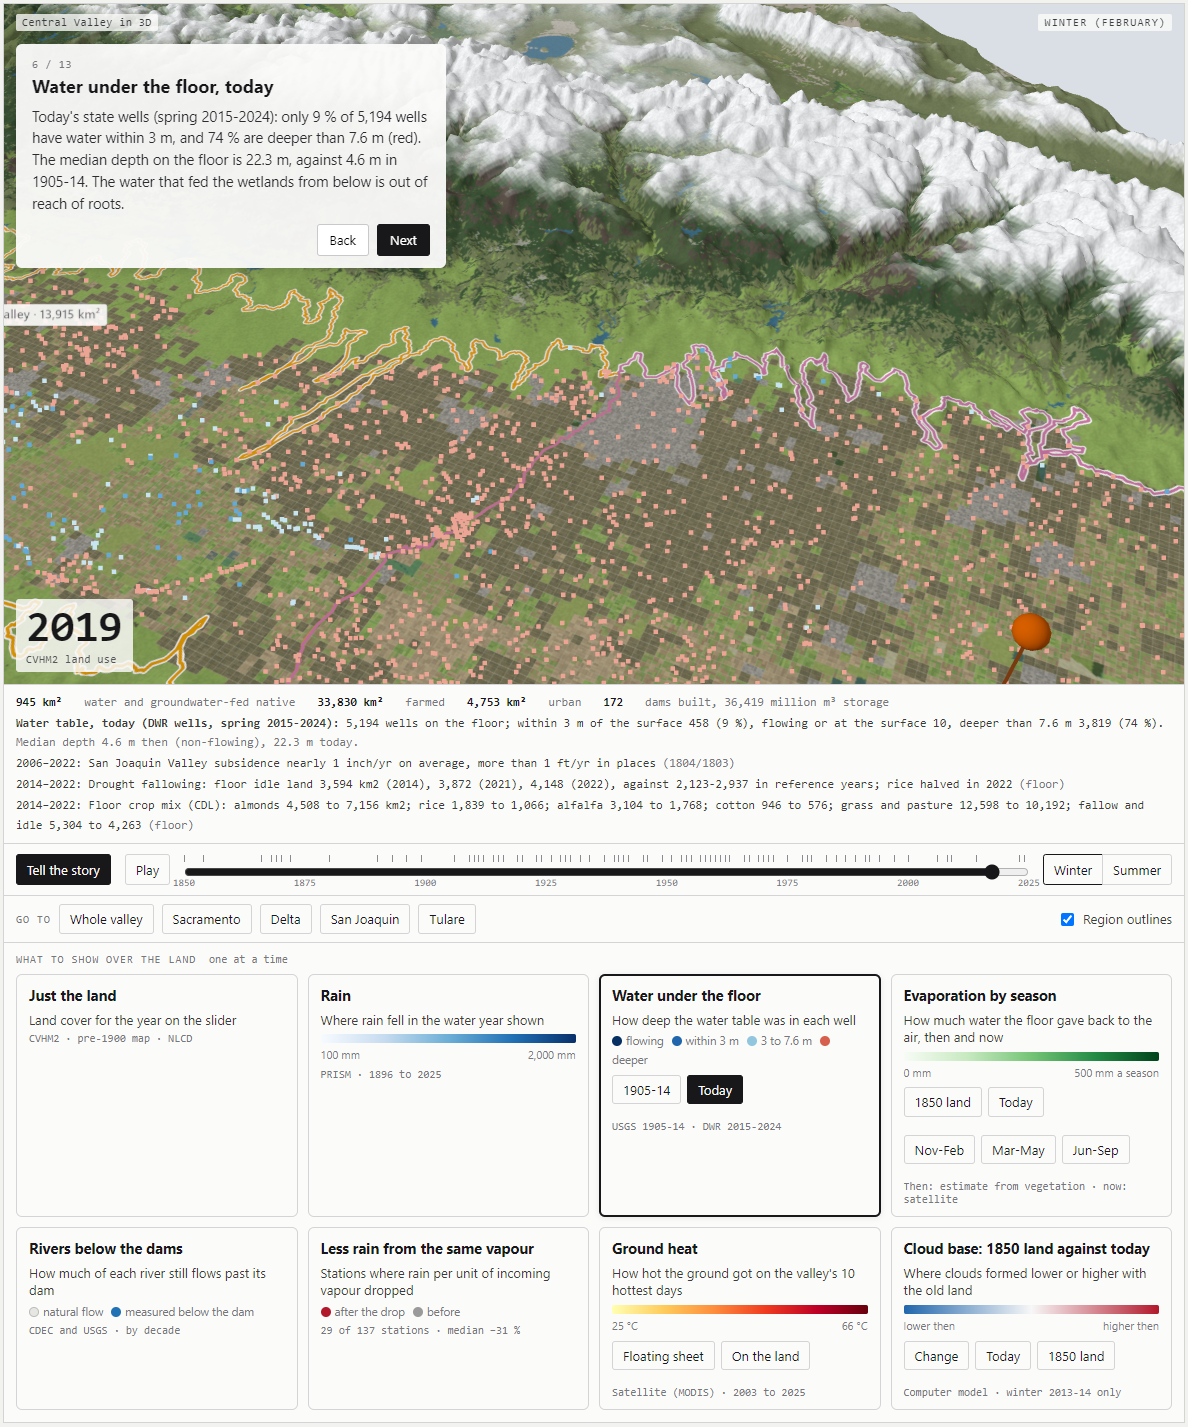 Central Valley in 3D
WINTER (FEBRUARY)
6 / 13
Water under the floor, today
Today's state wells (spring 2015-2024): only 9 % of 5,194 wells
have water within 3 m, and 74 % are deeper than 7.6 m (red).
The median depth on the floor is 22.3 m, against 4.6 m in
1905-14. The water that fed the wetlands from below is out of
reach of roots.
Back
Next
alley · 13,915 km²
2019
CVHM2 land use
945 km² water and groundwater-fed native 33,830 km² farmed 4,753 km² urban 172 dams built, 36,419 million m³ storage
Water table, today (DWR wells, spring 2015-2024): 5,194 wells on the floor; within 3 m of the surface 458 (9 %), flowing or at the surface 10, deeper than 7.6 m 3,819 (74 %).
Median depth 4.6 m then (non-flowing), 22.3 m today.
2006–2022: San Joaquin Valley subsidence nearly 1 inch/yr on average, more than 1 ft/yr in places (1804/1803)
2014–2022: Drought fallowing: floor idle land 3,594 km2 (2014), 3,872 (2021), 4,148 (2022), against 2,123-2,937 in reference years; rice halved in 2022 (floor)
2014–2022: Floor crop mix (CDL): almonds 4,508 to 7,156 km2; rice 1,839 to 1,066; alfalfa 3,104 to 1,768; cotton 946 to 576; grass and pasture 12,598 to 10,192; fallow and
idle 5,304 to 4,263 (floor)
Tell the story
Play
1850 1875 1900 1925 1950 1975 2000 2025
Winter
Summer
GO TO
Whole valley
Sacramento
Delta
San Joaquin
Tulare
Region outlines
WHAT TO SHOW OVER THE LAND one at a time
Just the land
Land cover for the year on the slider
CVHM2 · pre-1900 map · NLCD
Rain
Where rain fell in the water year shown
100 mm 2,000 mm
PRISM · 1896 to 2025
Water under the floor
How deep the water table was in each well
flowing within 3 m 3 to 7.6 m
deeper
1905-14
Today
USGS 1905-14 · DWR 2015-2024
Evaporation by season
How much water the floor gave back to the
air, then and now
0 mm 500 mm a season
1850 land
Today
Nov-Feb
Mar-May
Jun-Sep
Then: estimate from vegetation · now:
satellite
Rivers below the dams
How much of each river still flows past its
dam
natural flow measured below the dam
CDEC and USGS · by decade
Less rain from the same vapour
Stations where rain per unit of incoming
vapour dropped
after the drop before
29 of 137 stations · median −31 %
Ground heat
How hot the ground got on the valley's 10
hottest days
25 °C 66 °C
Floating sheet
On the land
Satellite (MODIS) · 2003 to 2025
Cloud base: 1850 land against today
Where clouds formed lower or higher with
the old land
lower then higher then
Change
Today
1850 land
Computer model · winter 2013-14 only